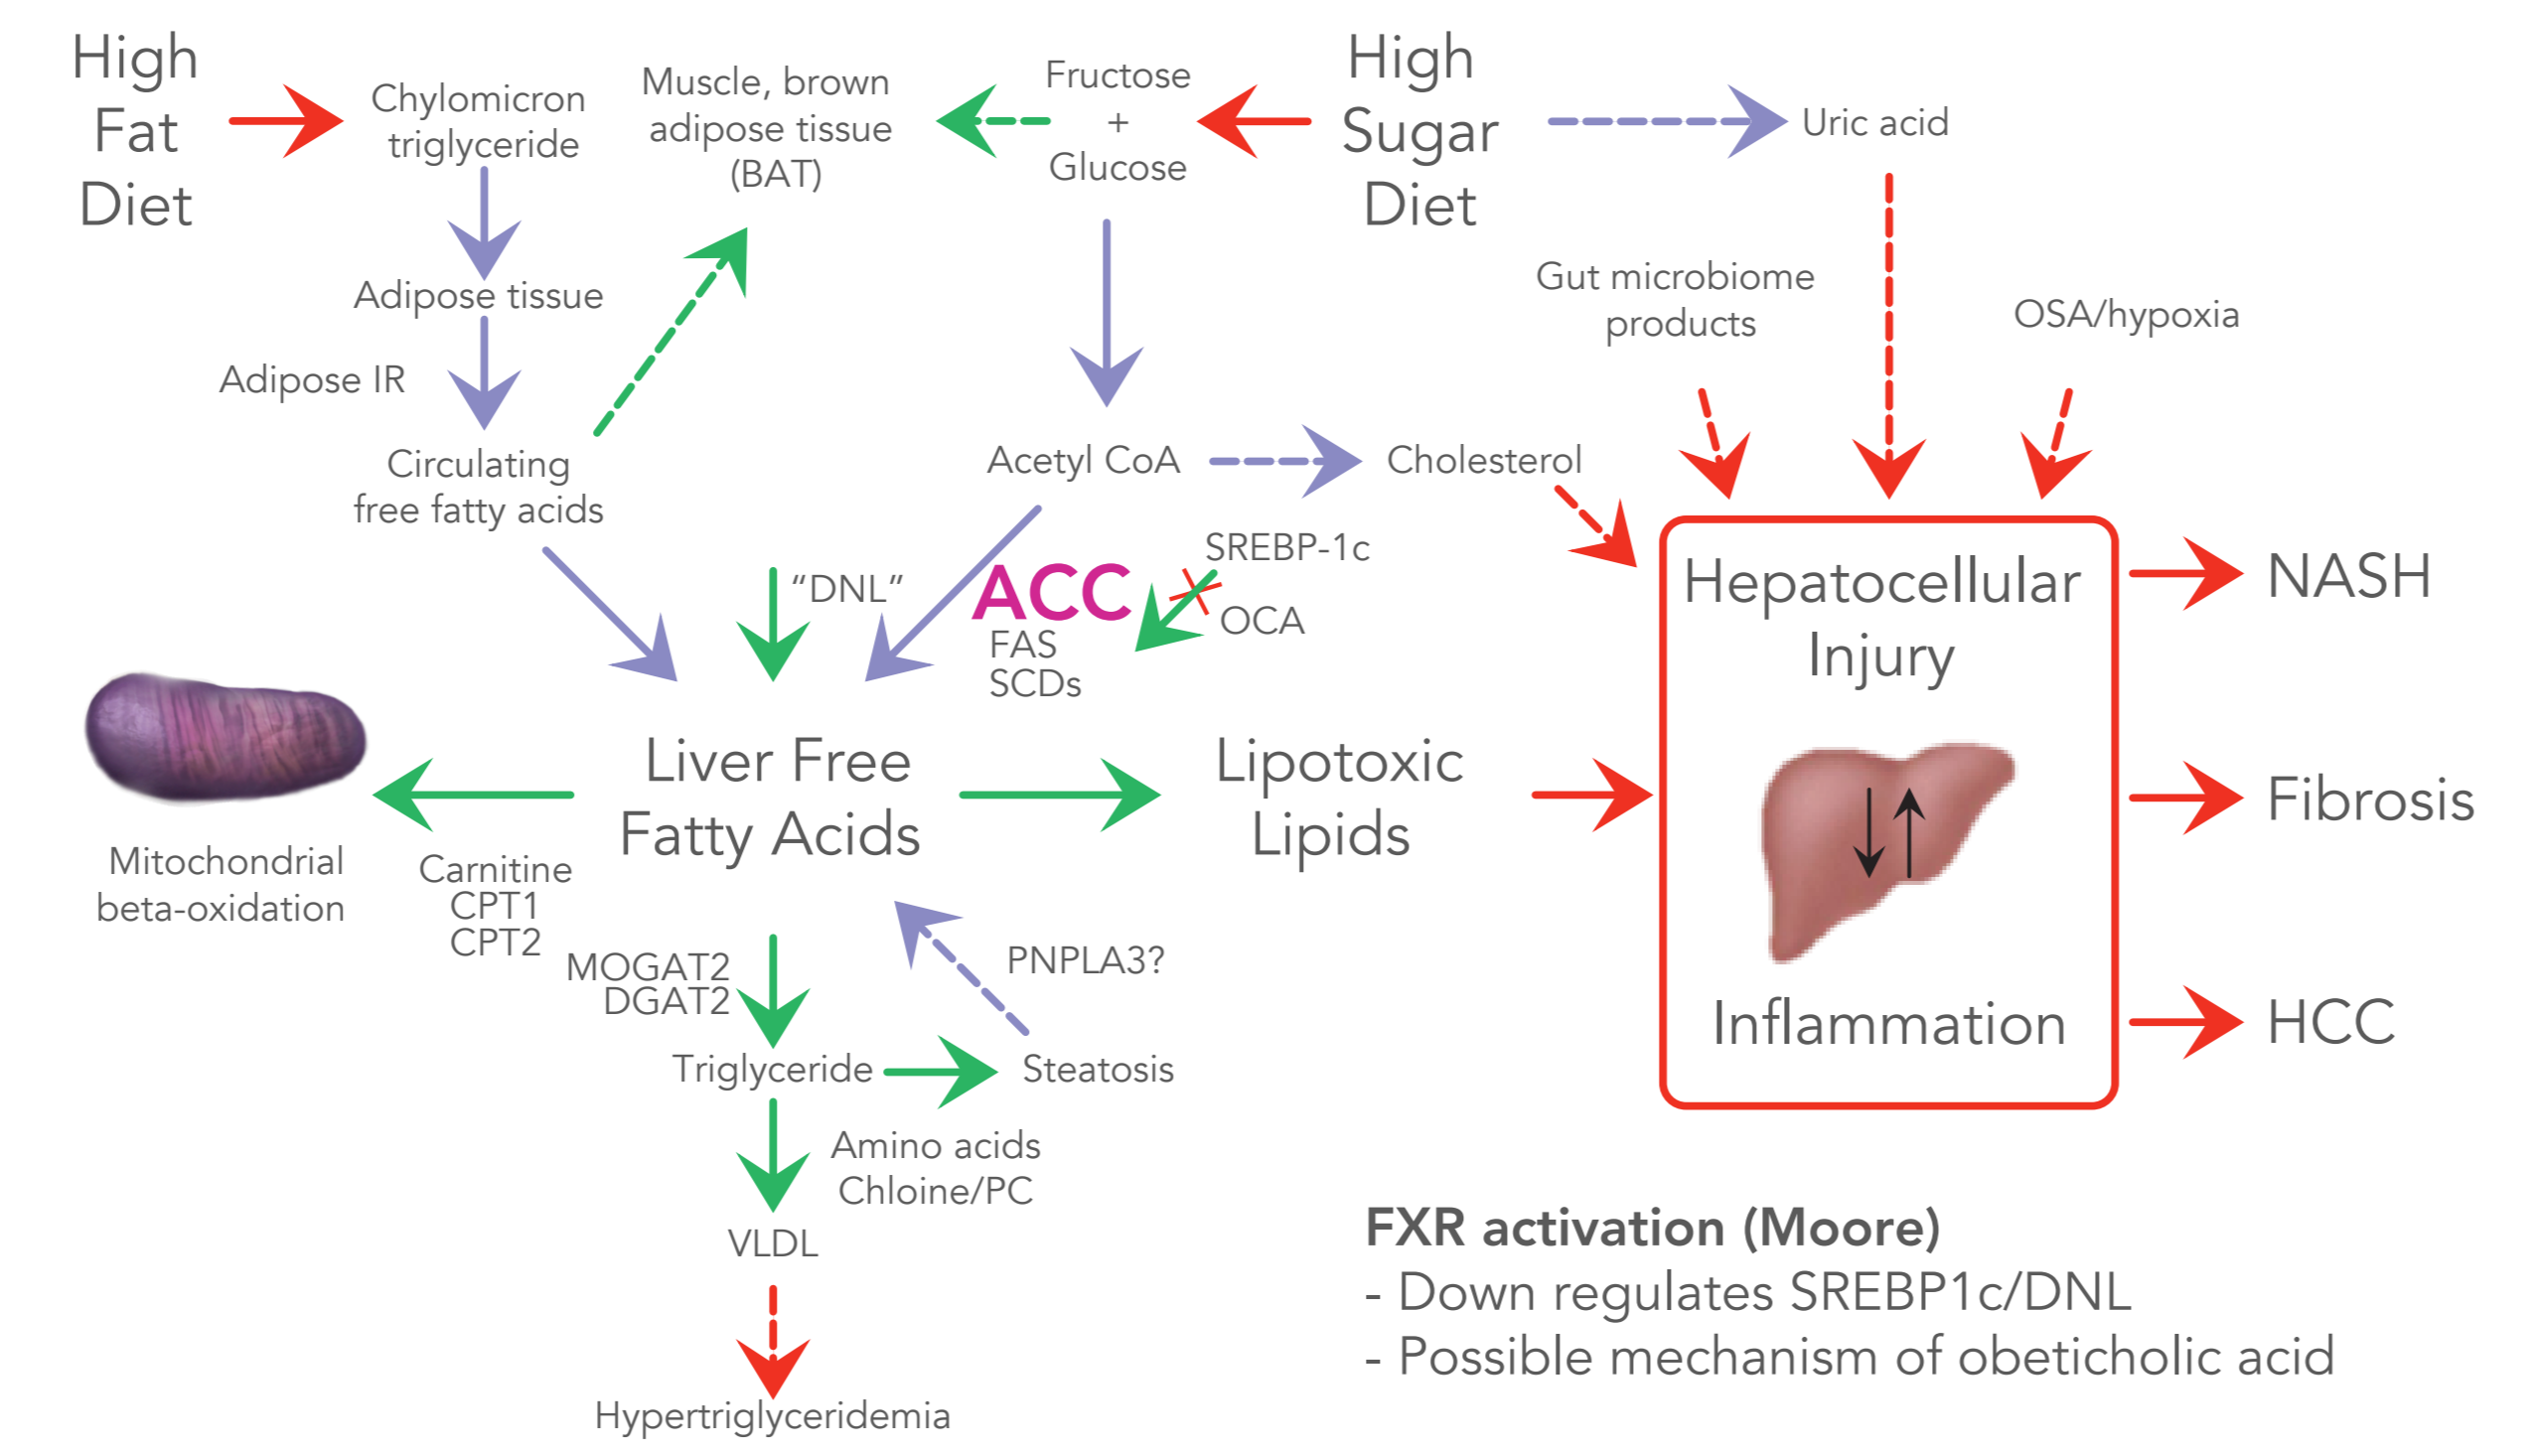 High
Fat
Diet
Chylomicron
triglyceride
Muscle, brown
adipose tissue
(BAT)
Fructose
+
Glucose
High
Sugar
Diet
Uric acid
Gut microbiome
products
OSA/hypoxia
Adipose tissue
Adipose IR
Circulating
free fatty acids
Acetyl CoA
Cholesterol
"DNL"
ACC
FAS
SCDs
SREBP-1c
OCA
Hepatocellular
Injury
Inflammation
NASH
Fibrosis
HCC
Mitochondrial
beta-oxidation
Carnitine
CPT1
CPT2
Liver Free
Fatty Acids
Lipotoxic
Lipids
MOGAT2
DGAT2
PNPLA3?
Triglyceride
Steatosis
Amino acids
Chloine/PC
VLDL
Hypertriglyceridemia
FXR activation (Moore)
- Down regulates SREBP1c/DNL
- Possible mechanism of obeticholic acid